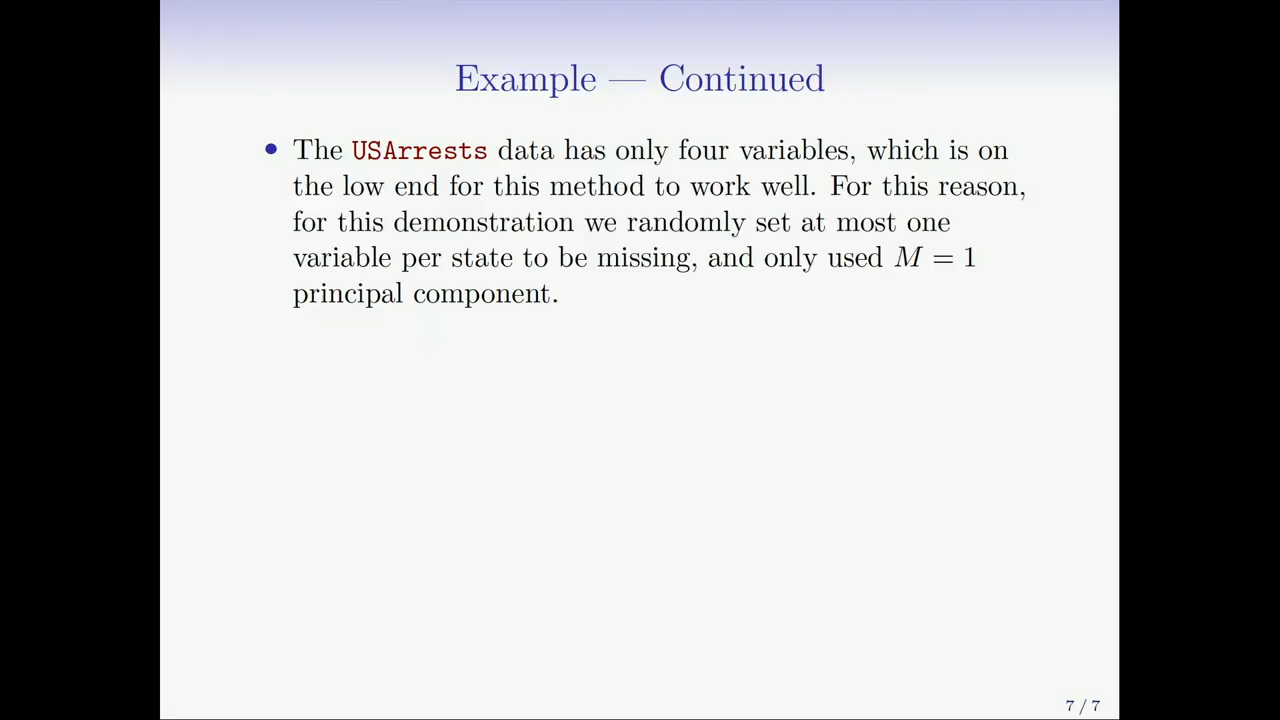 Example — Continued
• The USArrests data has only four variables, which is on
the low end for this method to work well. For this reason,
for this demonstration we randomly set at most one
variable per state to be missing, and only used M = 1
principal component.
7 / 7